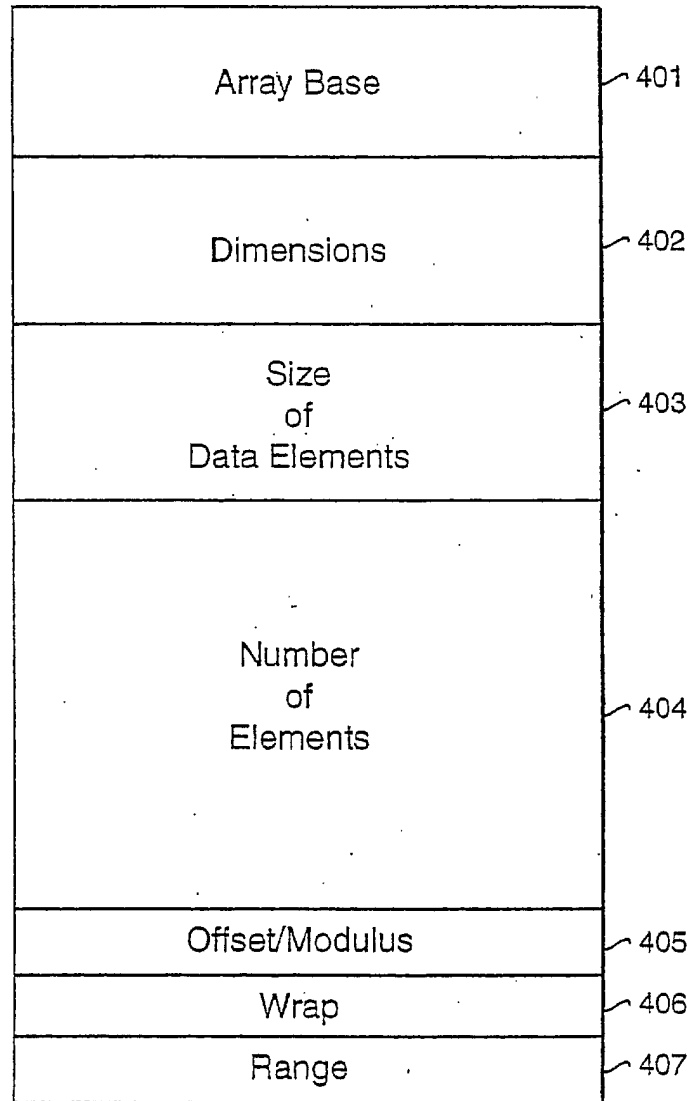 Array Base
401
Dimensions
402
Size
of
Data Elements
403
Number
of
Elements
404
Offset/Modulus
405
Wrap
406
Range
407